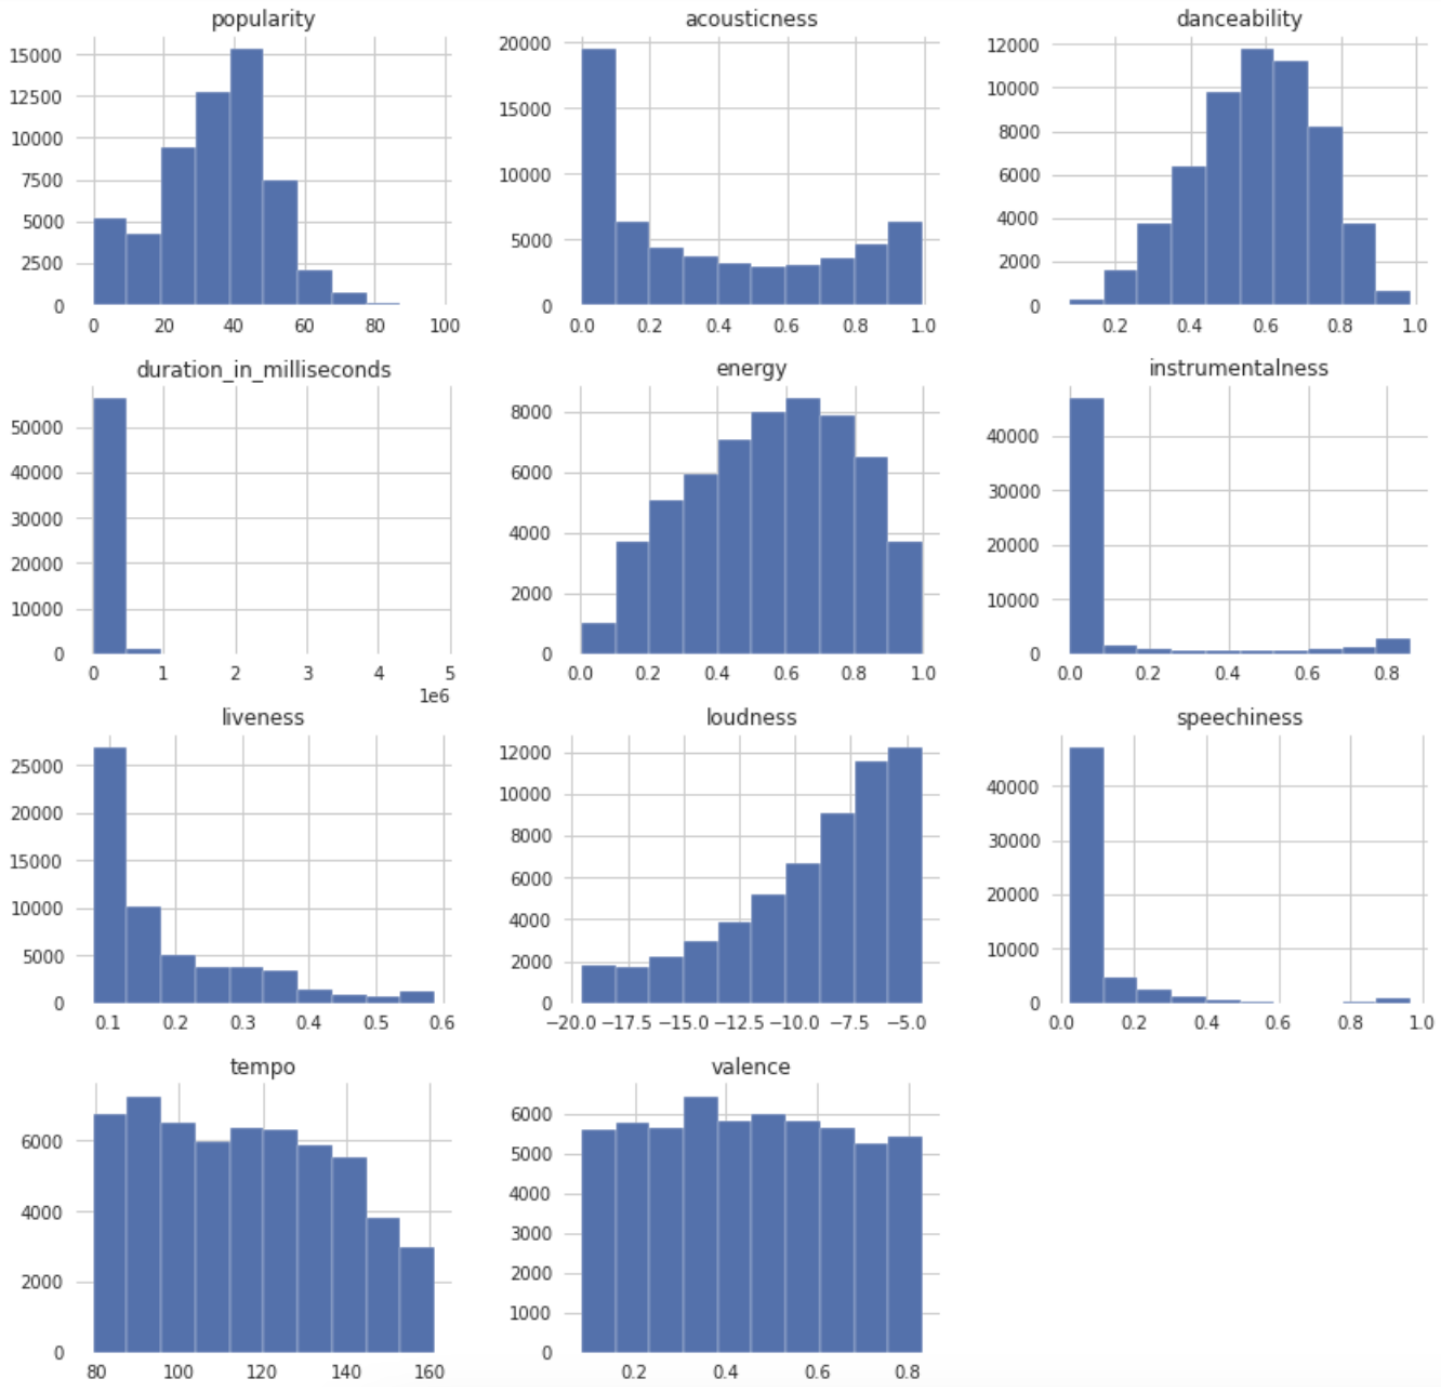 popularity
15000
12500
10000
7500
5000
2500
0
0 20 40 60 80 100
acousticness
20000
15000
10000
5000
0
0.0 0.2 0.4 0.6 0.8 1.0
danceability
12000
10000
8000
6000
4000
2000
0
0.2 0.4 0.6 0.8 1.0
duration_in_milliseconds
50000
40000
30000
20000
10000
0
0 1 2 3 4 5
1e6
energy
8000
6000
4000
2000
0
0.0 0.2 0.4 0.6 0.8 1.0
instrumentalness
40000
30000
20000
10000
0
0.0 0.2 0.4 0.6 0.8
liveness
25000
20000
15000
10000
5000
0
0.1 0.2 0.3 0.4 0.5 0.6
loudness
12000
10000
8000
6000
4000
2000
0
−20.0 −17.5 −15.0 −12.5 −10.0 −7.5 −5.0
speechiness
40000
30000
20000
10000
0
0.0 0.2 0.4 0.6 0.8 1.0
tempo
6000
4000
2000
0
80 100 120 140 160
valence
6000
5000
4000
3000
2000
1000
0
0.2 0.4 0.6 0.8